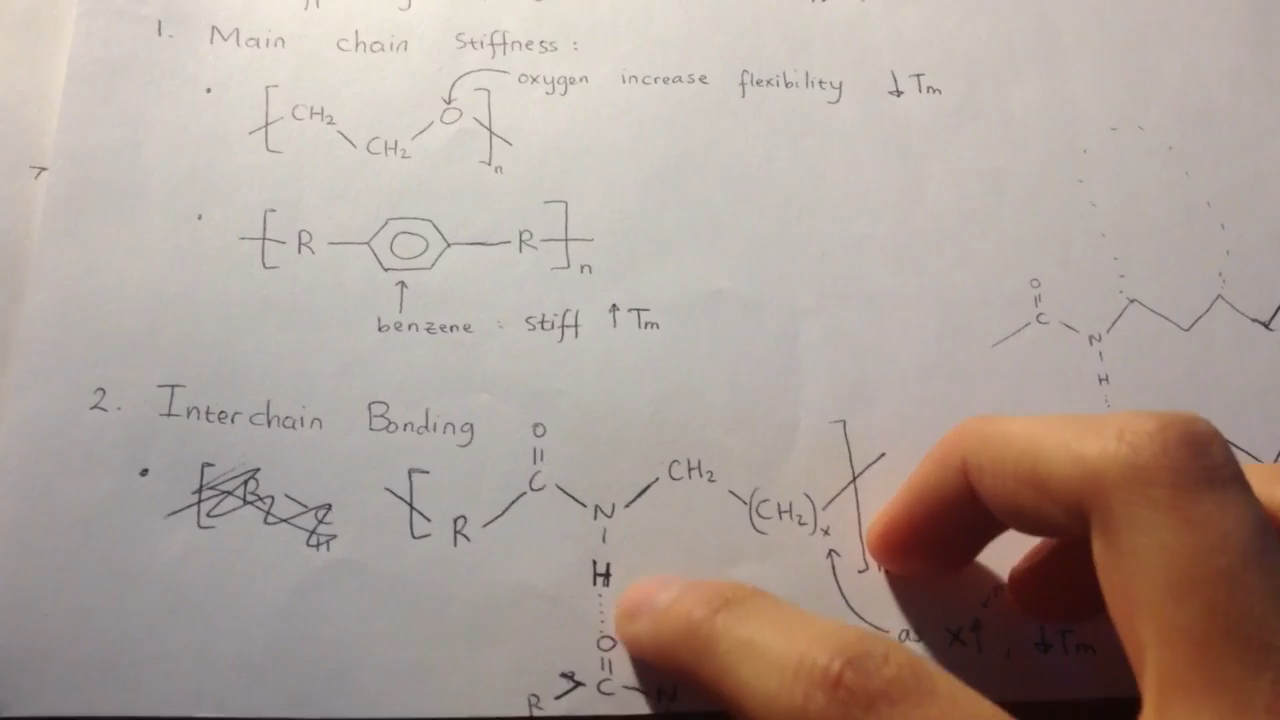 1. Main chain stiffness:
oxygen increase flexibility ↓ Tm
CH2 CH2 O n
R R n
benzene : stiff ↑ Tm
2. Interchain Bonding
O
C N CH2 (CH2)x
R
H
O
R C N
as x↑, ↓Tm
O
C
N
H